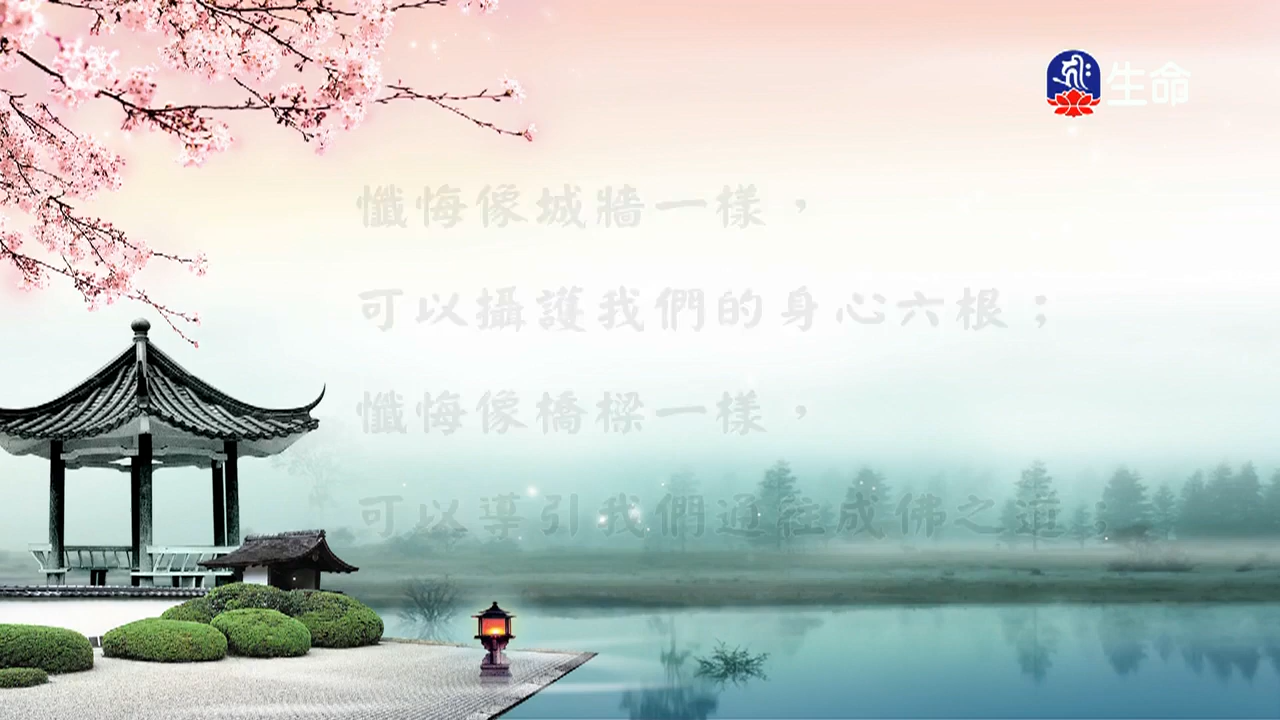 生命
懺悔像城牆一樣，
可以攝護我們的身心六根；
懺悔像橋樑一樣，
可以導引我們通往成佛之道，